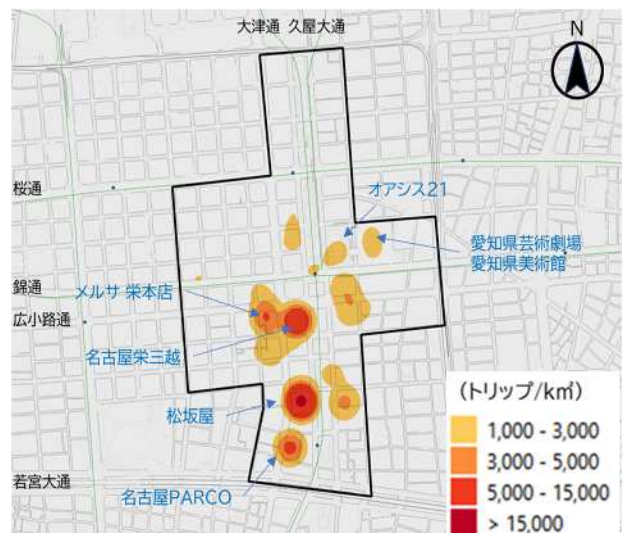 大津通 久屋大通
N
桜通
オアシス21
愛知県芸術劇場
愛知県美術館
錦通
メルサ 栄本店
広小路通
名古屋栄三越
松坂屋
若宮大通
名古屋PARCO
(トリップ/k㎡)
1,000 - 3,000
3,000 - 5,000
5,000 - 15,000
> 15,000